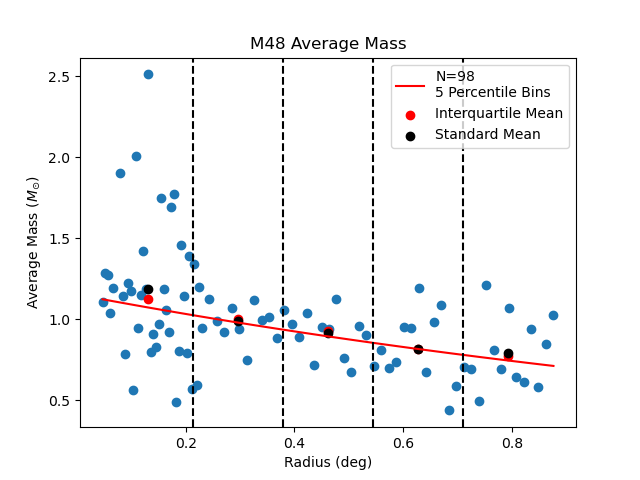 M48 Average Mass
N=98
5 Percentile Bins
Interquartile Mean
Standard Mean
Average Mass (M⊙)
2.5
2.0
1.5
1.0
0.5
0.2 0.4 0.6 0.8
Radius (deg)